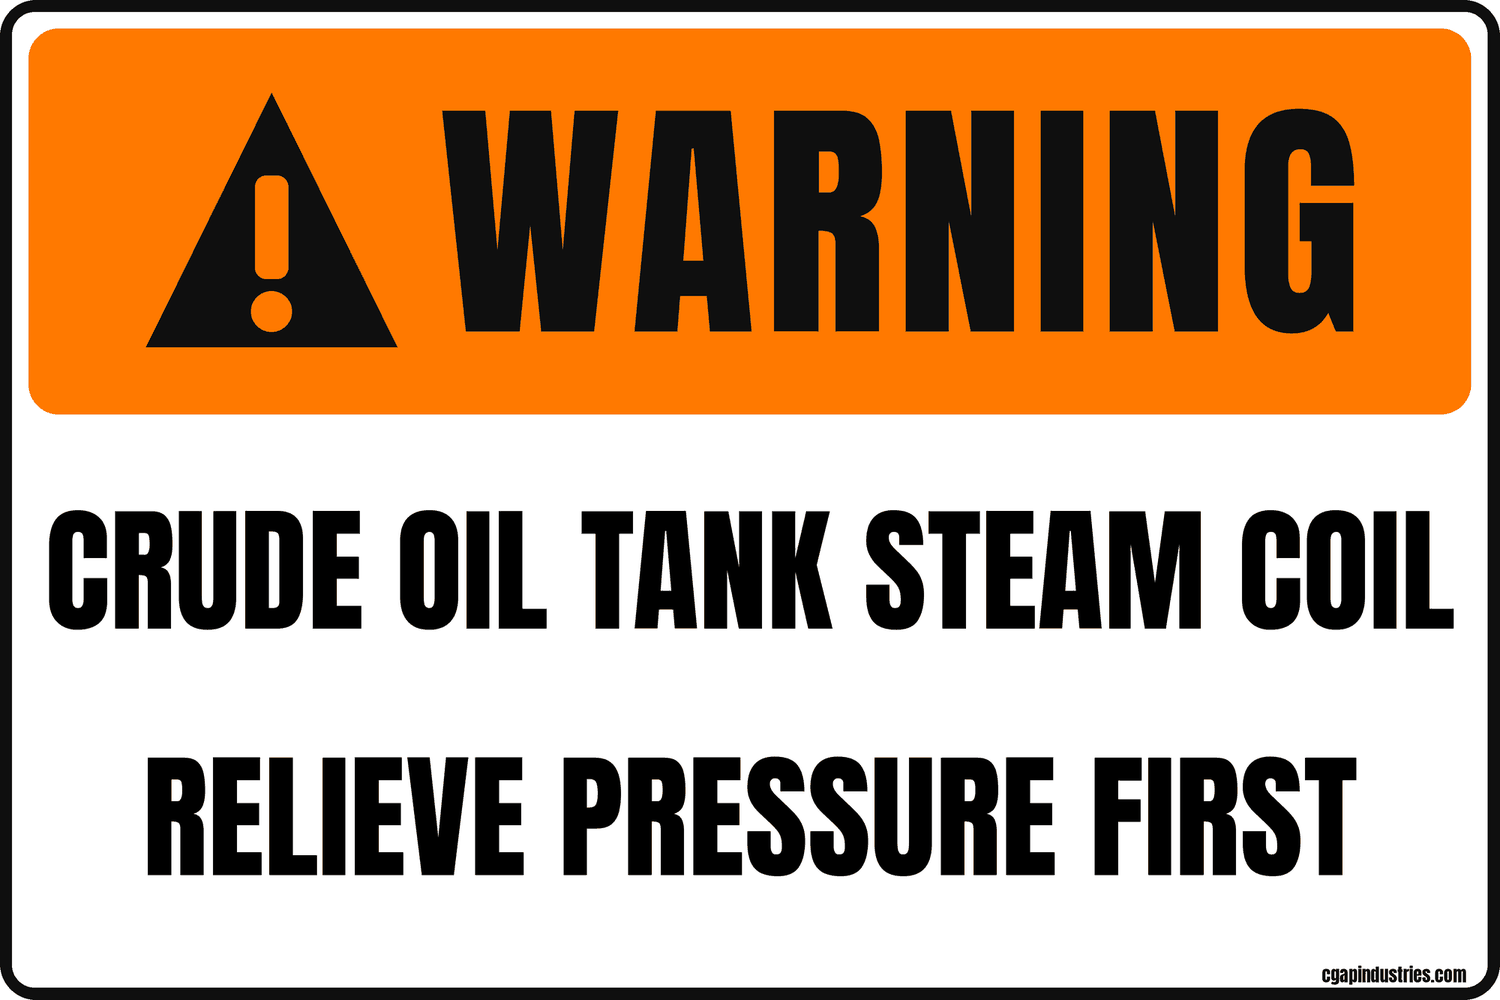 WARNING
CRUDE OIL TANK STEAM COIL
RELIEVE PRESSURE FIRST
cgapindustries.com